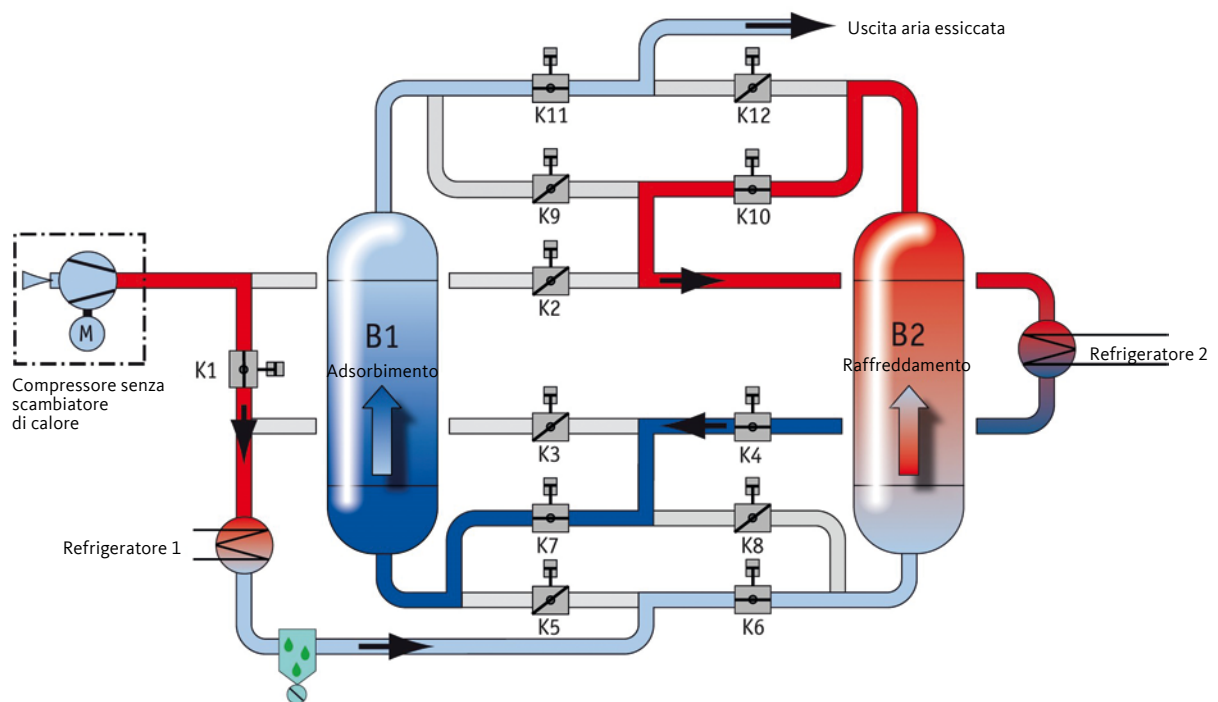 Uscita aria essiccata
K11
K12
K9
K10
K2
M
B1
Adsorbimento
B2
Raffreddamento
Refrigeratore 2
K1
Compressore senza
scambiatore
di calore
K3
K4
K7
K8
Refrigeratore 1
K5
K6